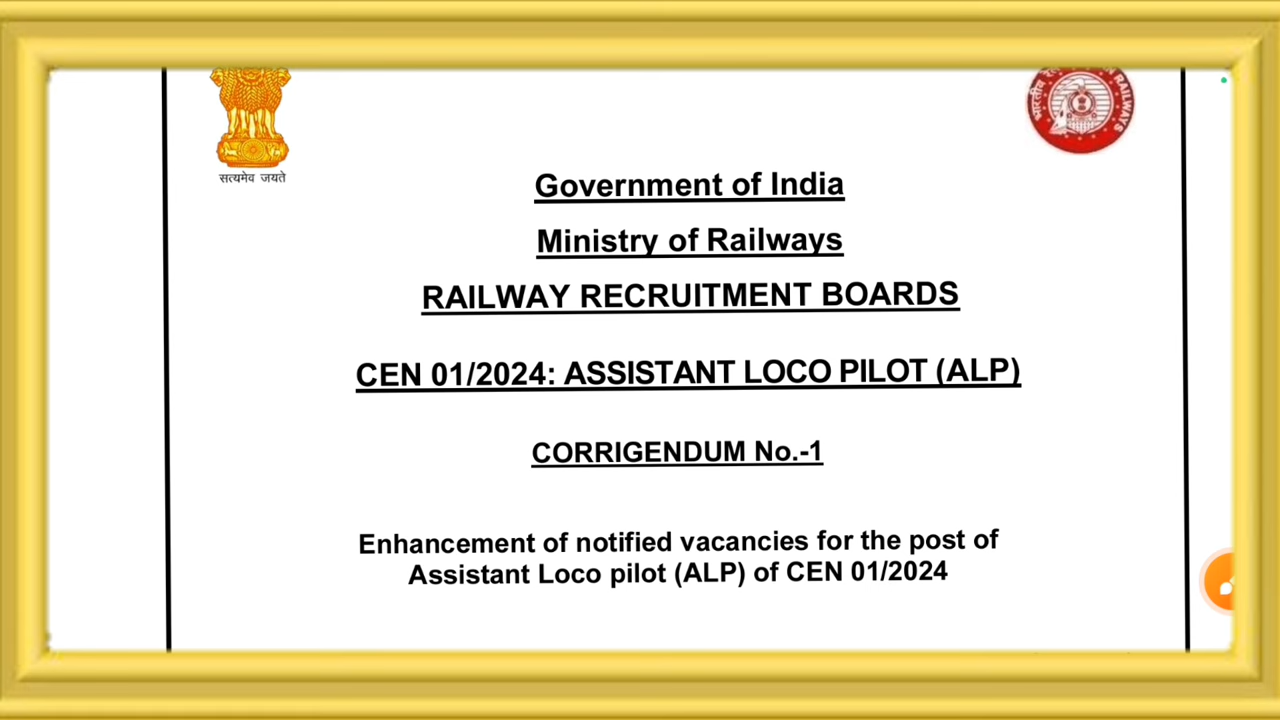 सत्यमेव जयते
Government of India
Ministry of Railways
RAILWAY RECRUITMENT BOARDS
CEN 01/2024: ASSISTANT LOCO PILOT (ALP)
CORRIGENDUM No.-1
Enhancement of notified vacancies for the post of
Assistant Loco pilot (ALP) of CEN 01/2024